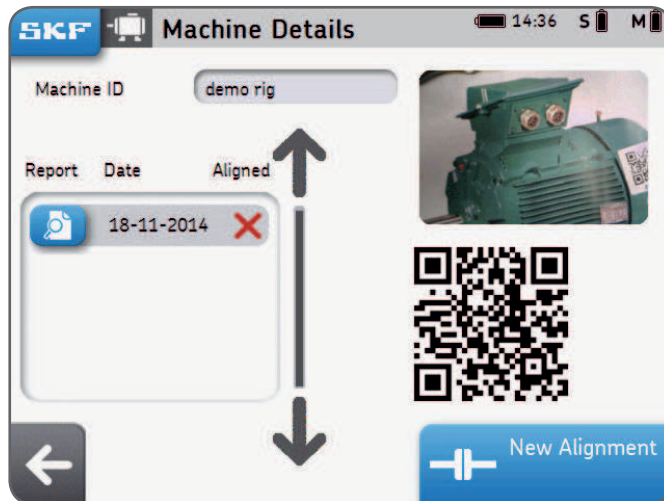 SKF Machine Details 14:36 S M
Machine ID demo rig
Report Date Aligned
18-11-2014
New Alignment